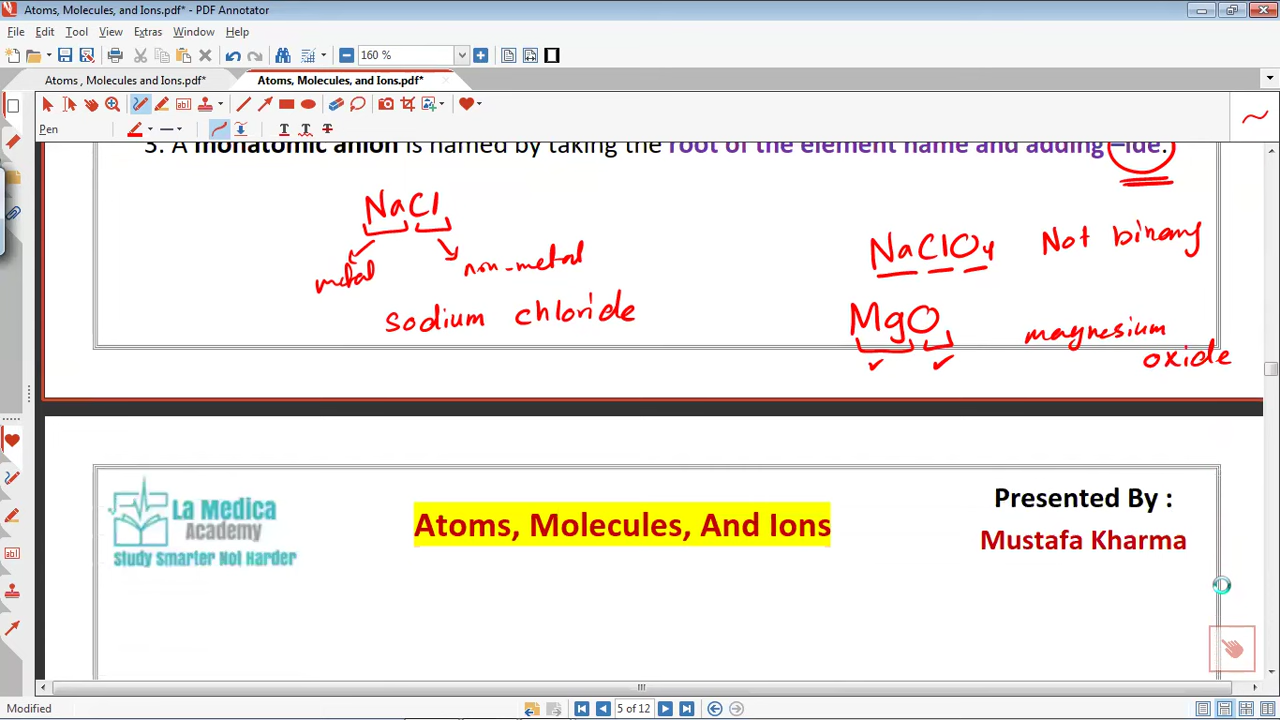 Atoms, Molecules, and Ions.pdf* - PDF Annotator
File Edit Tool View Extras Window Help
160 %
Atoms , Molecules and Ions.pdf*
Atoms, Molecules, and Ions.pdf*
Pen
3. A monatomic anion is named by taking the root of the element name and adding –ide.
NaCl
metal
non-metal
sodium chloride
NaClO4 Not binary
MgO magnesium
oxide
La Medica
Academy
Study Smarter Not Harder
Atoms, Molecules, And Ions
Presented By :
Mustafa Kharma
Modified
5 of 12